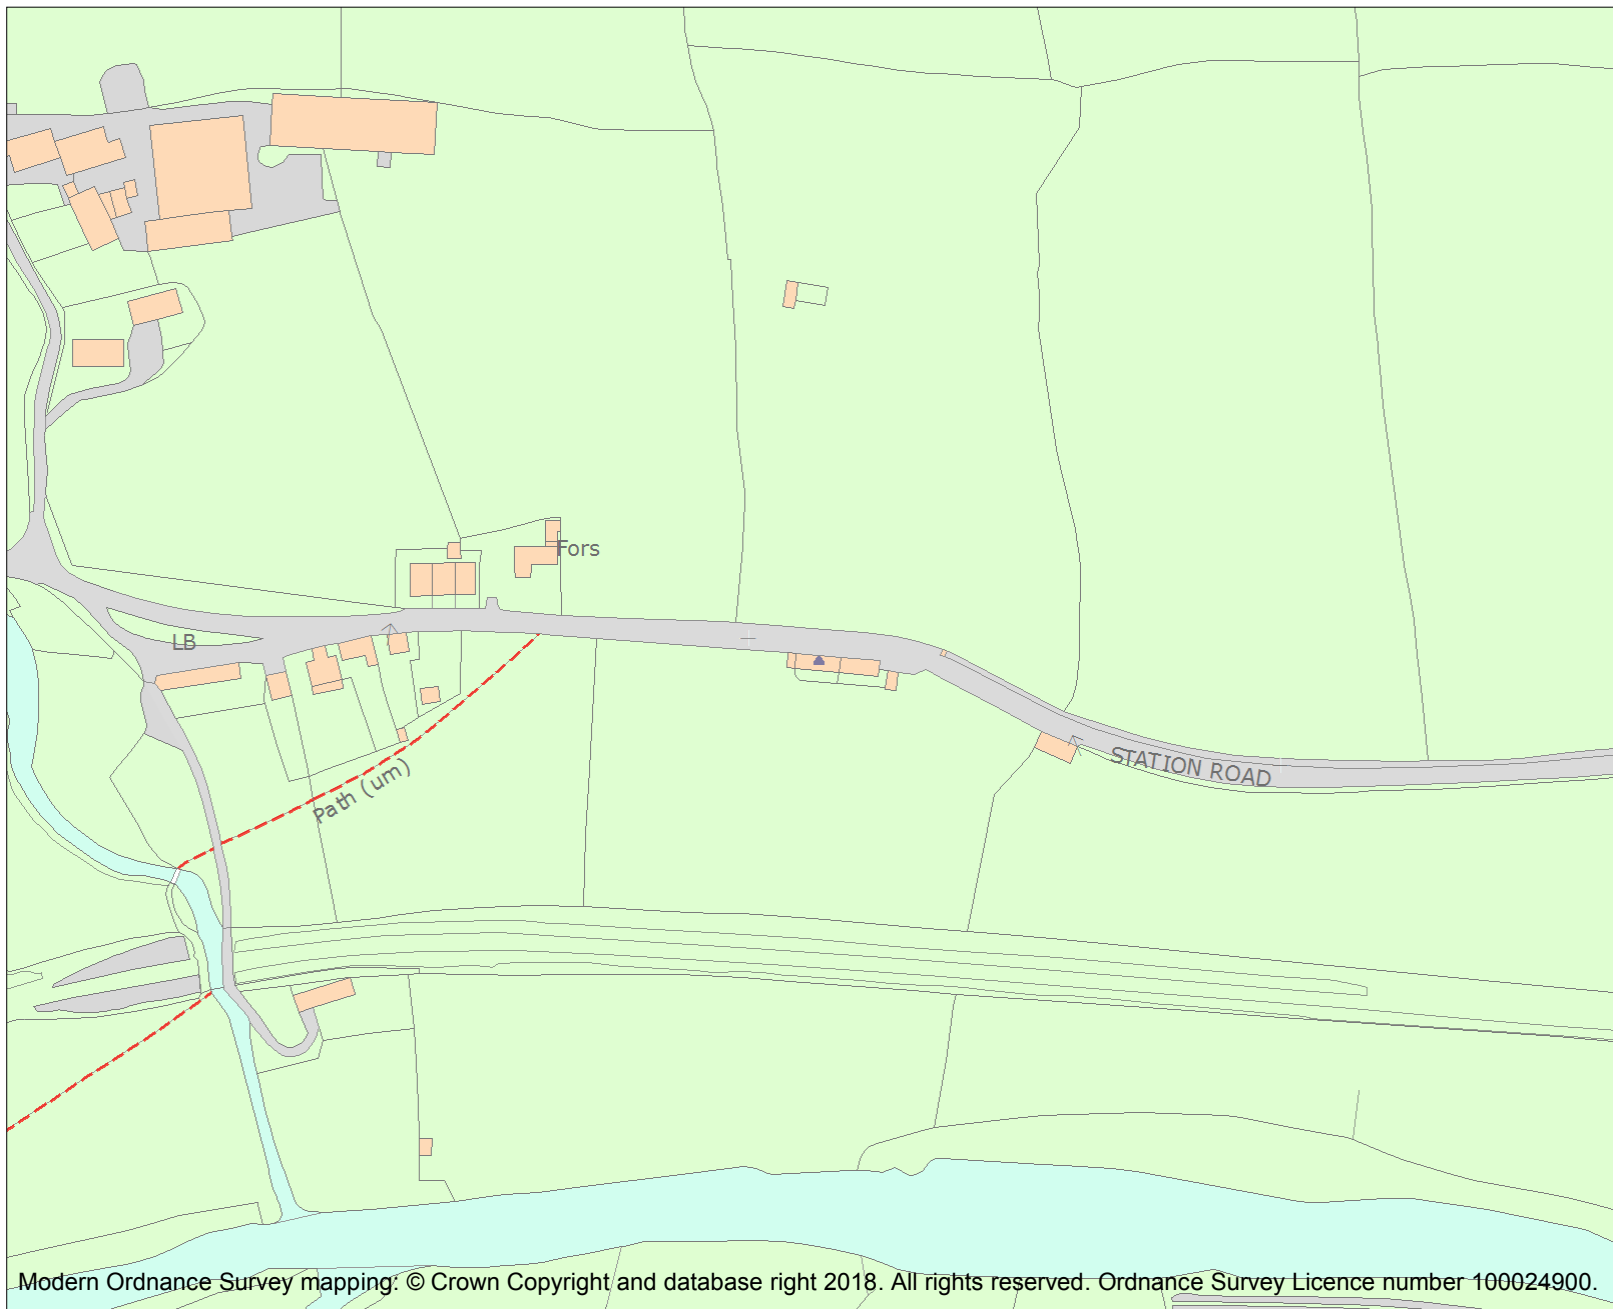 Fors
LB
STATION ROAD
Path (um)
Modern Ordnance Survey mapping: © Crown Copyright and database right 2018. All rights reserved. Ordnance Survey Licence number 100024900.